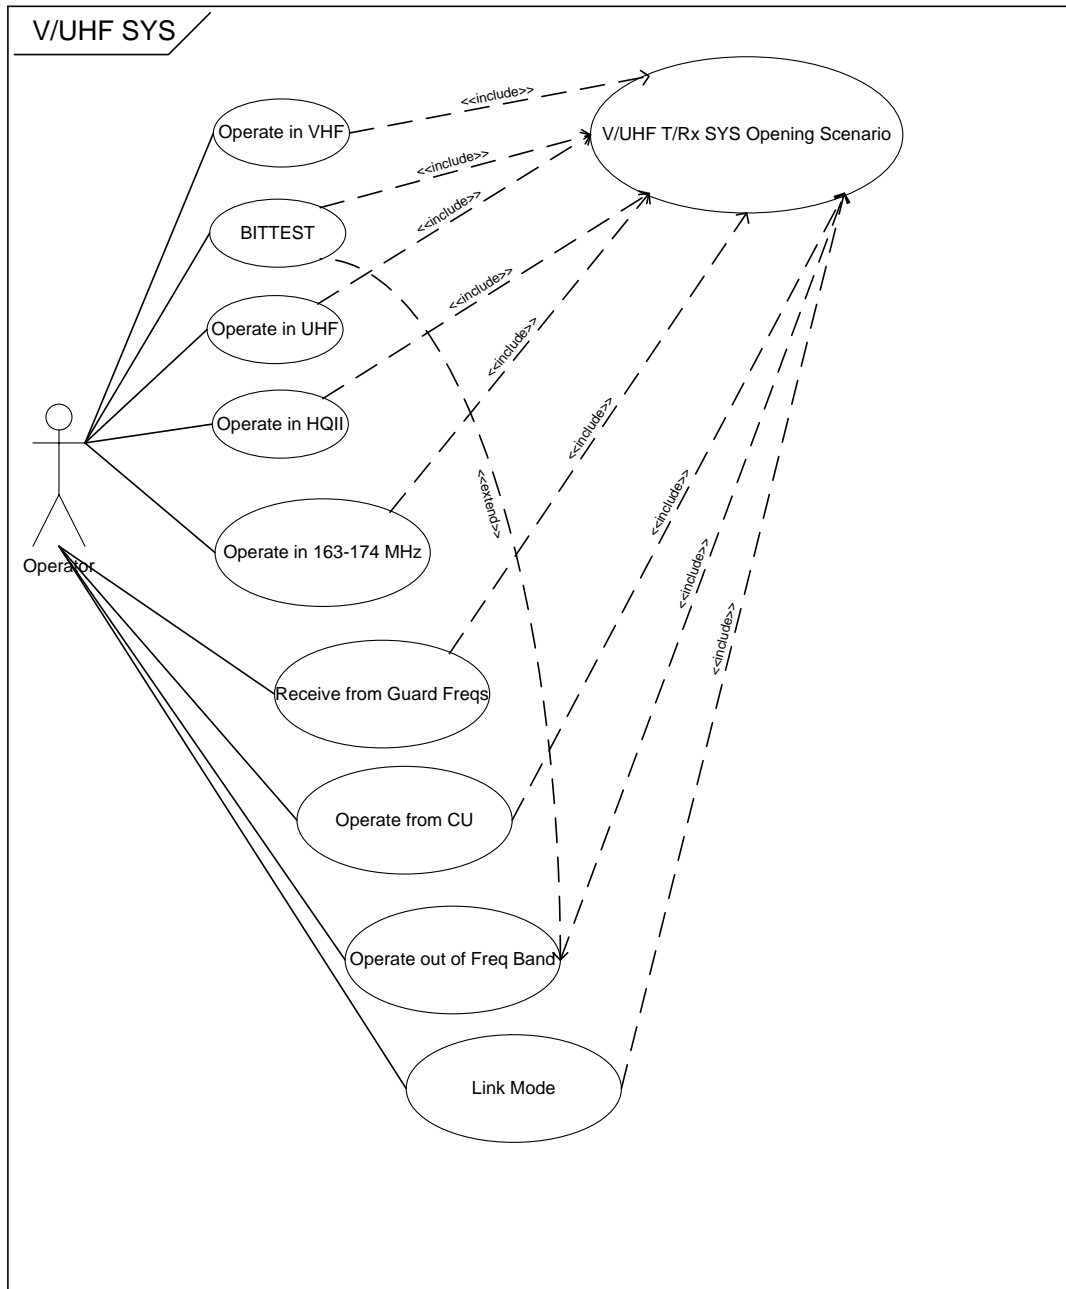 V/UHF SYS
<<include>>
Operate in VHF
V/UHF T/Rx SYS Opening Scenario
<<include>>
<<include>>
BITTEST
<<include>>
Operate in UHF
<<include>>
Operate in HQII
<<include>>
<<extend>>
<<include>>
Operate in 163-174 MHz
Operator
<<include>>
<<include>>
Receive from Guard Freqs
Operate from CU
Operate out of Freq Band
Link Mode